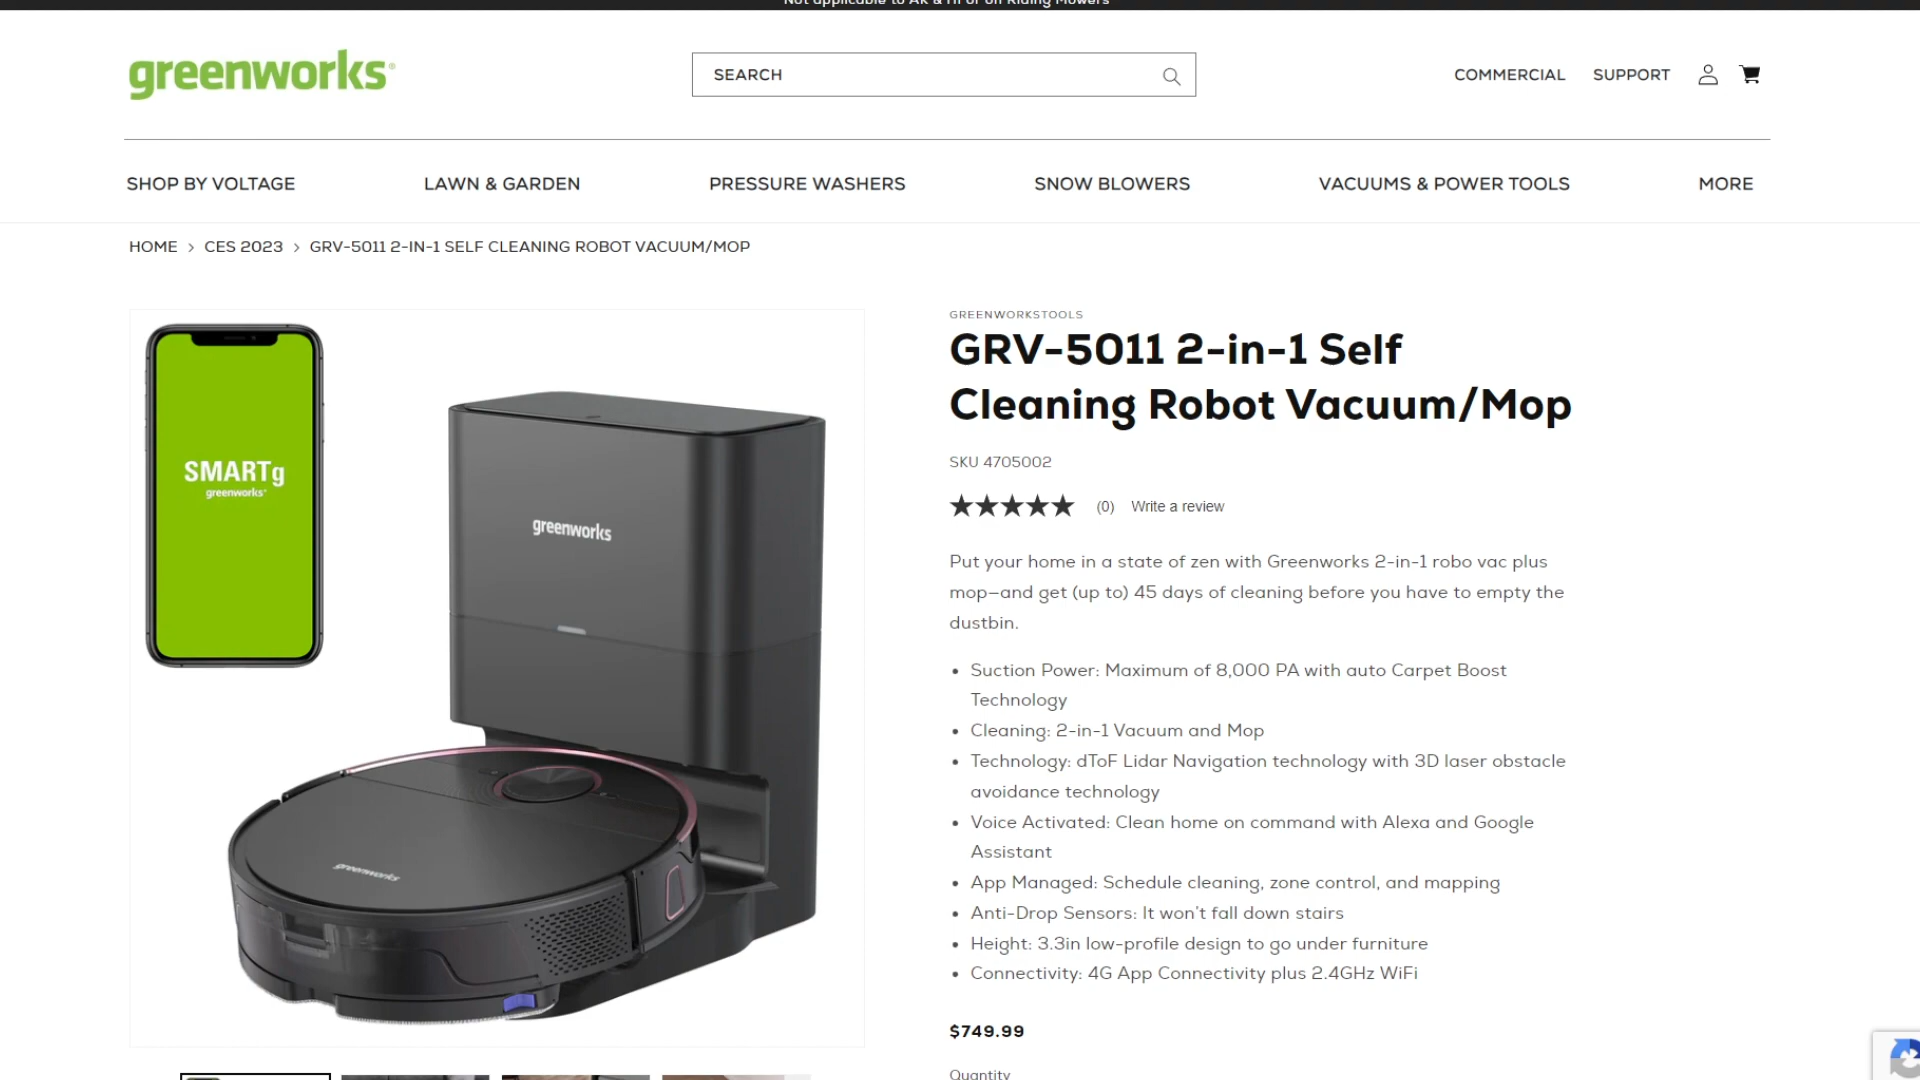 Not applicable to AK & HI or on Riding Mowers
greenworks®
SEARCH
COMMERCIAL
SUPPORT
SHOP BY VOLTAGE
LAWN & GARDEN
PRESSURE WASHERS
SNOW BLOWERS
VACUUMS & POWER TOOLS
MORE
HOME > CES 2023 > GRV-5011 2-IN-1 SELF CLEANING ROBOT VACUUM/MOP
SMARTg
greenworks®
greenworks
greenworks
GREENWORKSTOOLS
GRV-5011 2-in-1 Self
Cleaning Robot Vacuum/Mop
SKU 4705002
(0) Write a review
Put your home in a state of zen with Greenworks 2-in-1 robo vac plus
mop—and get (up to) 45 days of cleaning before you have to empty the
dustbin.
• Suction Power: Maximum of 8,000 PA with auto Carpet Boost
Technology
• Cleaning: 2-in-1 Vacuum and Mop
• Technology: dToF Lidar Navigation technology with 3D laser obstacle
avoidance technology
• Voice Activated: Clean home on command with Alexa and Google
Assistant
• App Managed: Schedule cleaning, zone control, and mapping
• Anti-Drop Sensors: It won't fall down stairs
• Height: 3.3in low-profile design to go under furniture
• Connectivity: 4G App Connectivity plus 2.4GHz WiFi
$749.99
Quantity